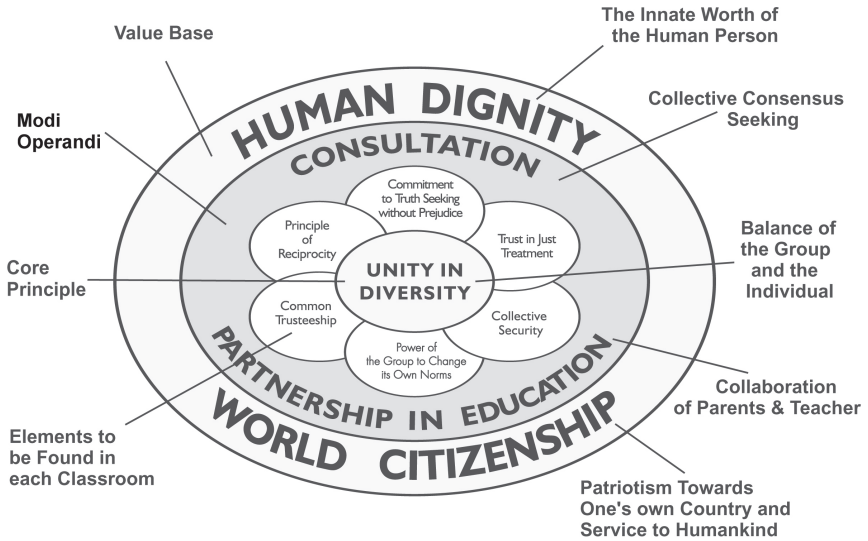 The Innate Worth of
the Human Person
Value Base
HUMAN DIGNITY
Collective Consensus
Seeking
Modi
Operandi
CONSULTATION
Commitment
to Truth Seeking
without Prejudice
Principle
of
Reciprocity
Trust in Just
Treatment
Core
Principle
UNITY IN
DIVERSITY
Balance of
the Group
and the
Individual
Common
Trusteeship
Collective
Security
Power of
the Group to Change
its Own Norms
PARTNERSHIP IN EDUCATION
Collaboration
of Parents & Teacher
WORLD CITIZENSHIP
Elements to
be Found in
each Classroom
Patriotism Towards
One's own Country and
Service to Humankind